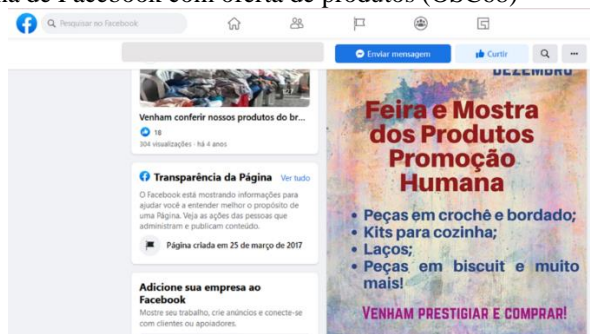 na de Facebook com oferta de produtos
Pesquisar no Facebook
Enviar mensagem
Curtir
Venham conferir nossos produtos do br...
18
304 visualizações · há 4 anos
Transparência da Página Ver tudo
O Facebook está mostrando informações para
ajudar você a entender melhor o propósito de
uma Página. Veja as ações das pessoas que
administram e publicam conteúdo.
Página criada em 25 de março de 2017
Adicione sua empresa ao
Facebook
Mostre seu trabalho, crie anúncios e conecte-se
com clientes ou apoiadores.
DEZEMBRO
Feira e Mostra
dos Produtos
Promoção
Humana
• Peças em crochê e bordado;
• Kits para cozinha;
• Laços;
• Peças em biscuit e muito
mais!
VENHAM PRESTIGIAR E COMPRAR!